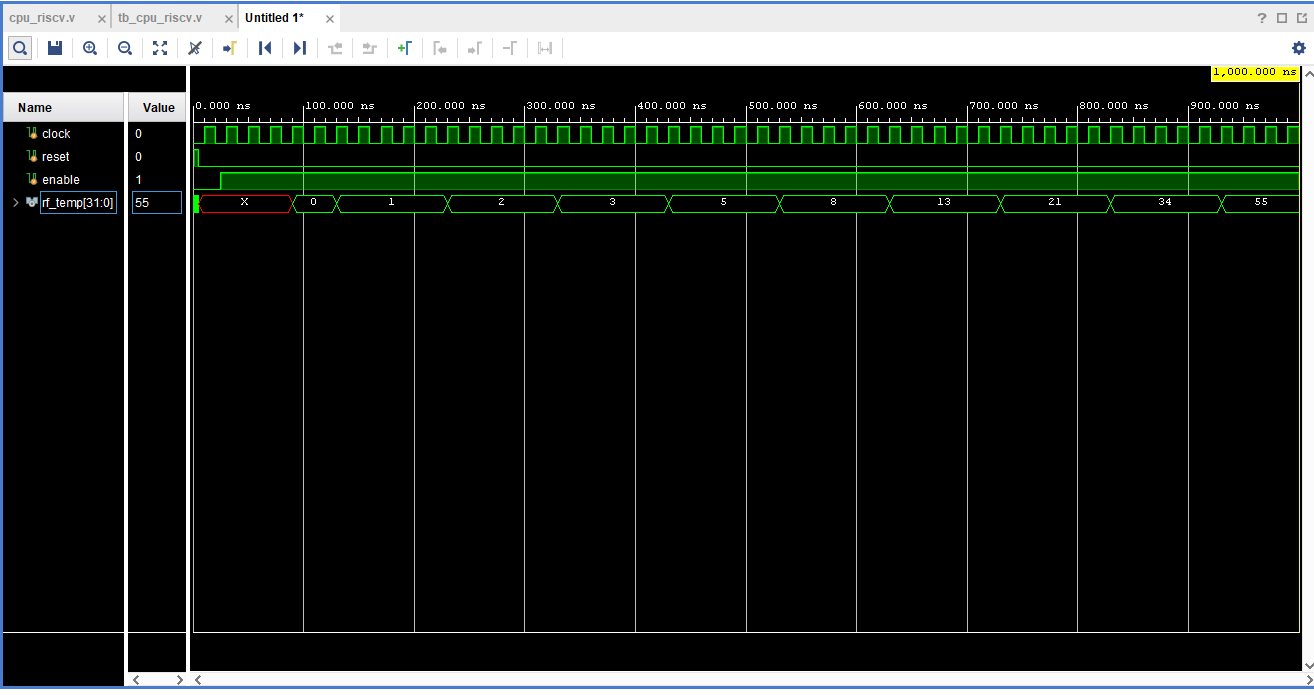 cpu_riscv.v × tb_cpu_riscv.v × Untitled 1* ×
1,000.000 ns
Name Value
0.000 ns 100.000 ns 200.000 ns 300.000 ns 400.000 ns 500.000 ns 600.000 ns 700.000 ns 800.000 ns 900.000 ns
clock 0
reset 0
enable 1
rf_temp[31:0] 55 X 0 1 2 3 5 8 13 21 34 55